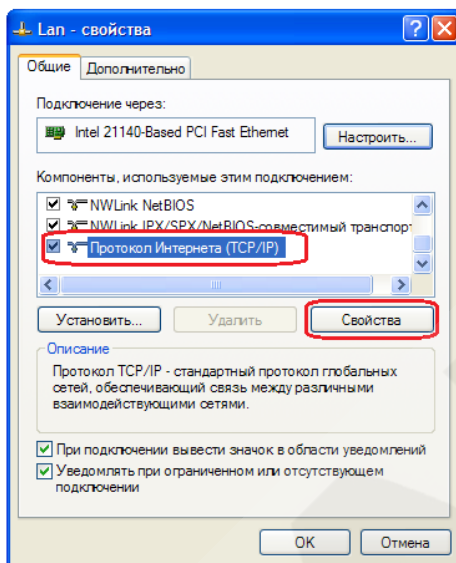 Lan - свойства
Общие
Дополнительно
Подключение через:
Intel 21140-Based PCI Fast Ethernet
Настроить...
Компоненты, используемые этим подключением:
NWLink NetBIOS
NWLink IPX/SPX/NetBIOS-совместимый транспорт
Протокол Интернета (TCP/IP)
Установить...
Удалить
Свойства
Описание
Протокол TCP/IP - стандартный протокол глобальных
сетей, обеспечивающий связь между различными
взаимодействующими сетями.
При подключении вывести значок в области уведомлений
Уведомлять при ограниченном или отсутствующем
подключении
OK
Отмена